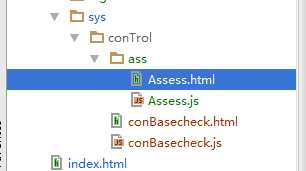 sys
conTrol
ass
Assess.html
Assess.js
conBasecheck.html
conBasecheck.js
index.html